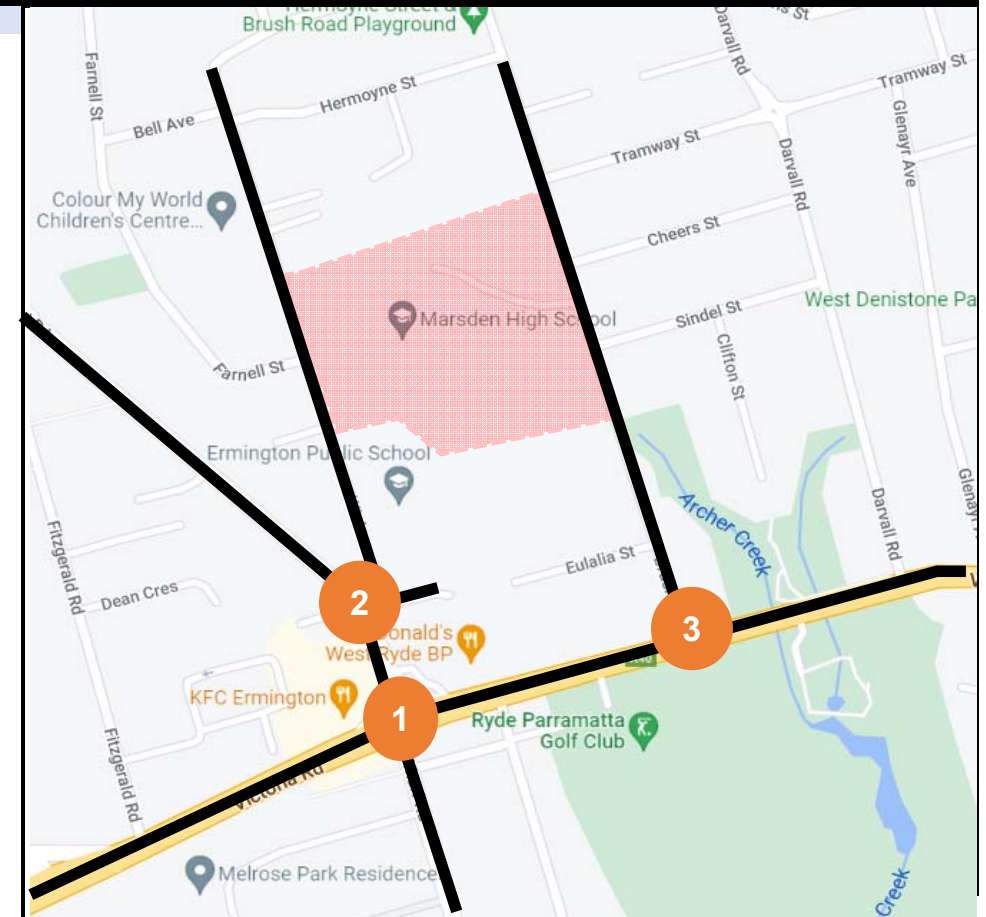 Hermoyne Street &
Brush Road Playground
Darvall Rd
St
Farnell St
Tramway St
Hermoyne St
Bell Ave
Glenayr Ave
Tramway St
Darvall Rd
Colour My World
Children's Centre...
Cheers St
West Denistone Pa
Marsden High School
Sindel St
Farnell St
Clifton St
Ermington Public School
Archer Creek
Glenayr
Darvall Rd
Fitzgerald Rd
Eulalia St
Dean Cres
2
3
onald's
West Ryde BP
KFC Ermington
1
Ryde Parramatta
Golf Club
Fitzgerald Rd
Victoria Rd
Melrose Park Residence
Creek